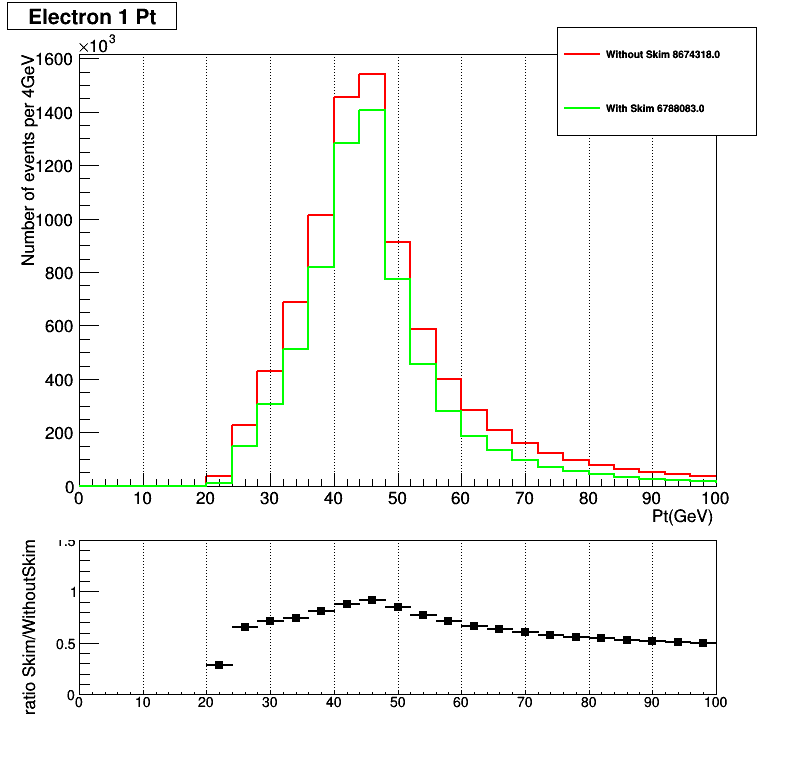 Electron 1 Pt
×10³
Number of events per 4GeV
1600
1400
1200
1000
800
600
400
200
0
Without Skim 8674318.0
With Skim 6788083.0
0 10 20 30 40 50 60 70 80 90 100
Pt(GeV)
ratio Skim/WithoutSkim
1.5
1
0.5
0
0 10 20 30 40 50 60 70 80 90 100